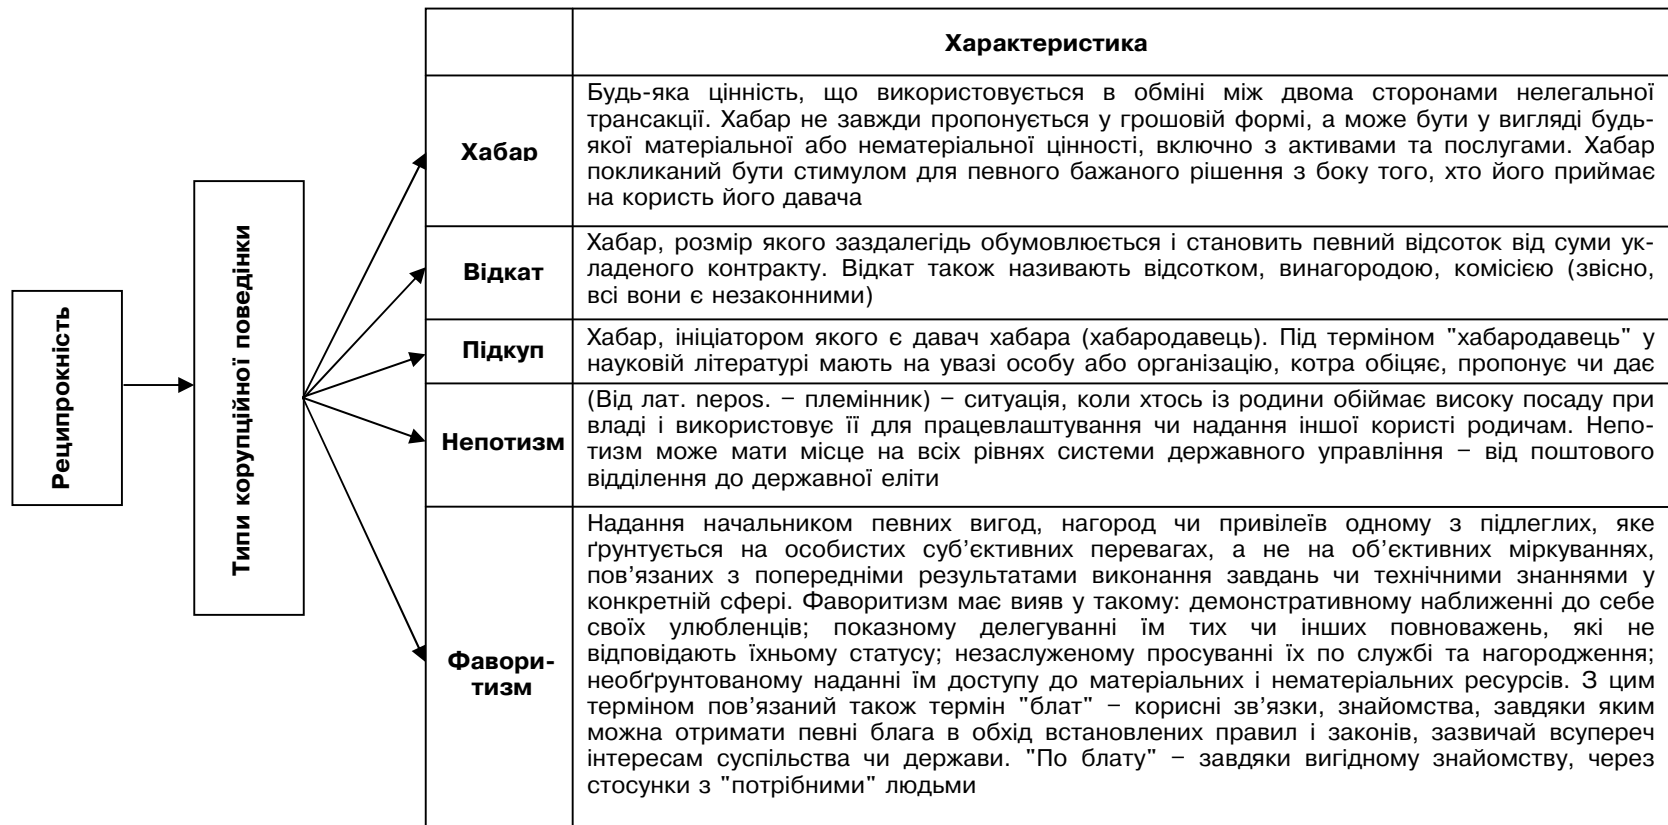 Реципрокність
Типи корупційної поведінки
Характеристика
Хабар
Будь-яка цінність, що використовується в обміні між двома сторонами нелегальної
трансакції. Хабар не завжди пропонується у грошовій формі, а може бути у вигляді будь-
якої матеріальної або нематеріальної цінності, включно з активами та послугами. Хабар
покликаний бути стимулом для певного бажаного рішення з боку того, хто його приймає
на користь його давача
Відкат
Хабар, розмір якого заздалегідь обумовлюється і становить певний відсоток від суми ук-
ладеного контракту. Відкат також називають відсотком, винагородою, комісією (звісно,
всі вони є незаконними)
Підкуп
Хабар, ініціатором якого є давач хабара (хабародавець). Під терміном "хабародавець" у
науковій літературі мають на увазі особу або організацію, котра обіцяє, пропонує чи дає
Непотизм
(Від лат. nepos. – племінник) – ситуація, коли хтось із родини обіймає високу посаду при
владі і використовує її для працевлаштування чи надання іншої користі родичам. Непо-
тизм може мати місце на всіх рівнях системи державного управління – від поштового
відділення до державної еліти
Фавори-
тизм
Надання начальником певних вигод, нагород чи привілеїв одному з підлеглих, яке
ґрунтується на особистих суб’єктивних перевагах, а не на об’єктивних міркуваннях,
пов’язаних з попередніми результатами виконання завдань чи технічними знаннями у
конкретній сфері. Фаворитизм має вияв у такому: демонстративному наближенні до себе
своїх улюбленців; показному делегуванні їм тих чи інших повноважень, які не
відповідають їхньому статусу; незаслуженому просуванні їх по службі та нагородження;
необґрунтованому наданні їм доступу до матеріальних і нематеріальних ресурсів. З цим
терміном пов’язаний також термін "блат" – корисні зв’язки, знайомства, завдяки яким
можна отримати певні блага в обхід встановлених правил і законів, зазвичай всупереч
інтересам суспільства чи держави. "По блату" – завдяки вигідному знайомству, через
стосунки з "потрібними" людьми